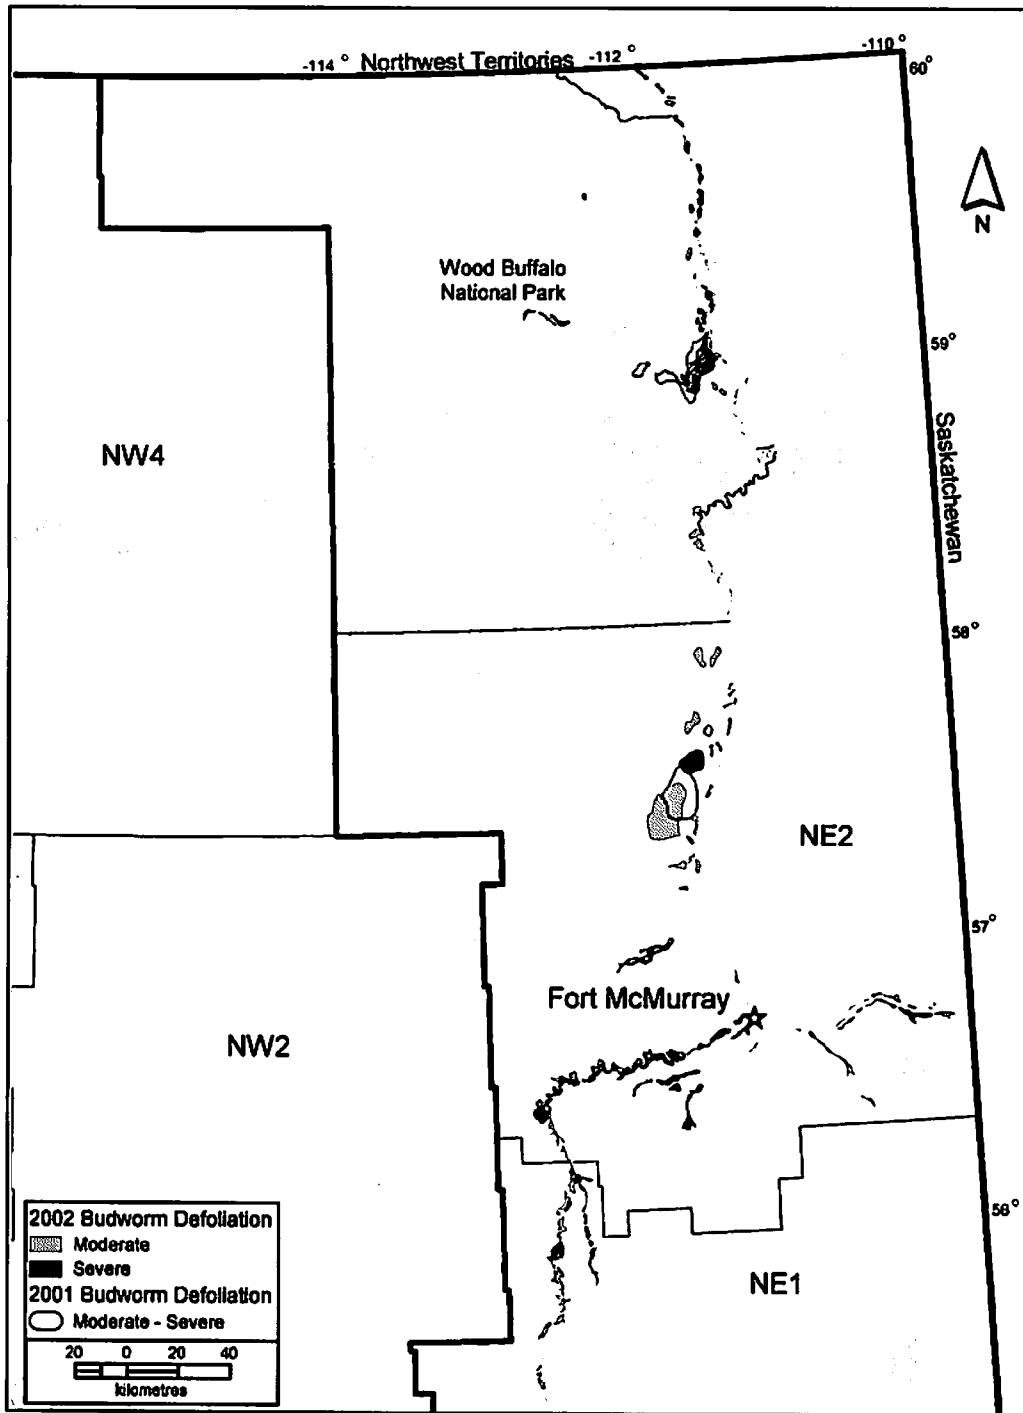 -114 ° Northwest Territories -112 ° -110 °
60°
N
Wood Buffalo
National Park
59°
Saskatchewan
NW4
58°
NE2
57°
Fort McMurray
NW2
56°
NE1
2002 Budworm Defoliation
Moderate
Severe
2001 Budworm Defoliation
Moderate - Severe
20 0 20 40
kilometres